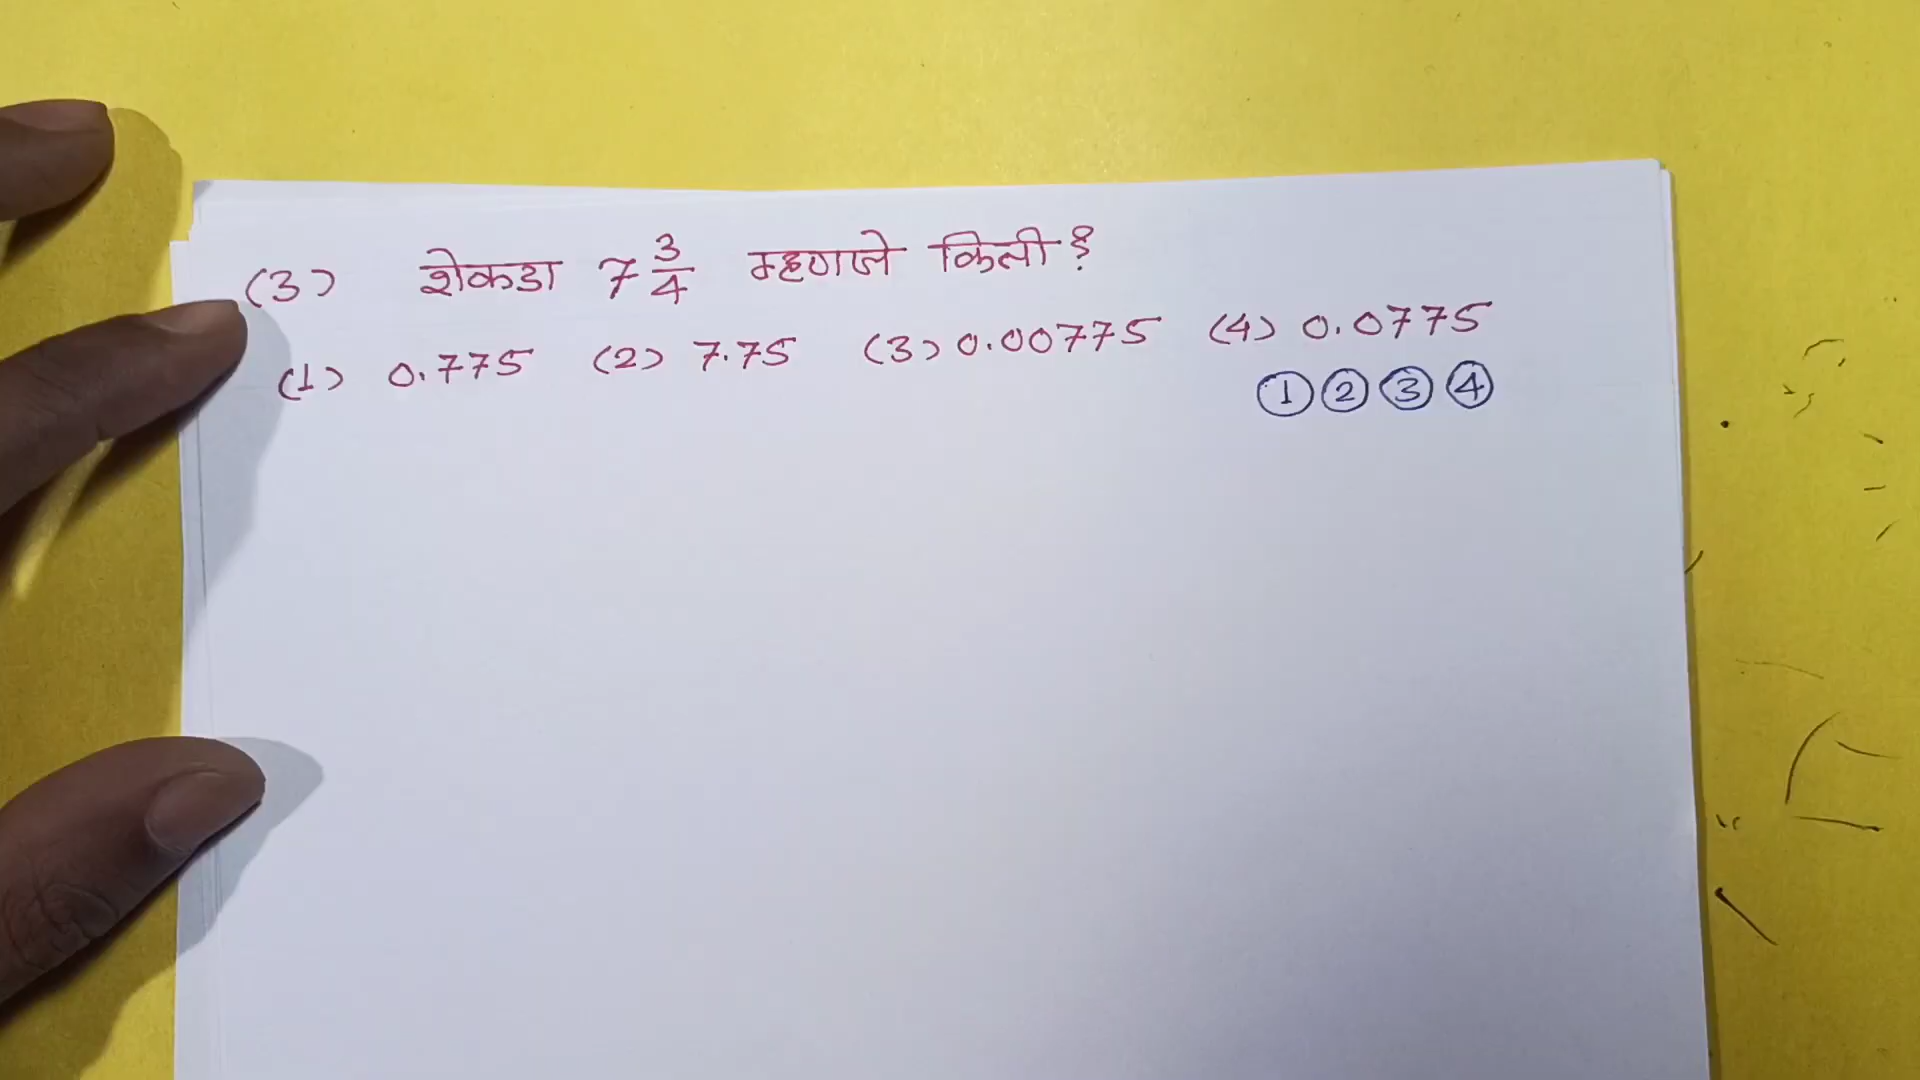 (3) शेकडा 7 3/4 म्हणजे किती?
(1) 0.775 (2) 7.75 (3) 0.00775 (4) 0.0775
① ② ③ ④